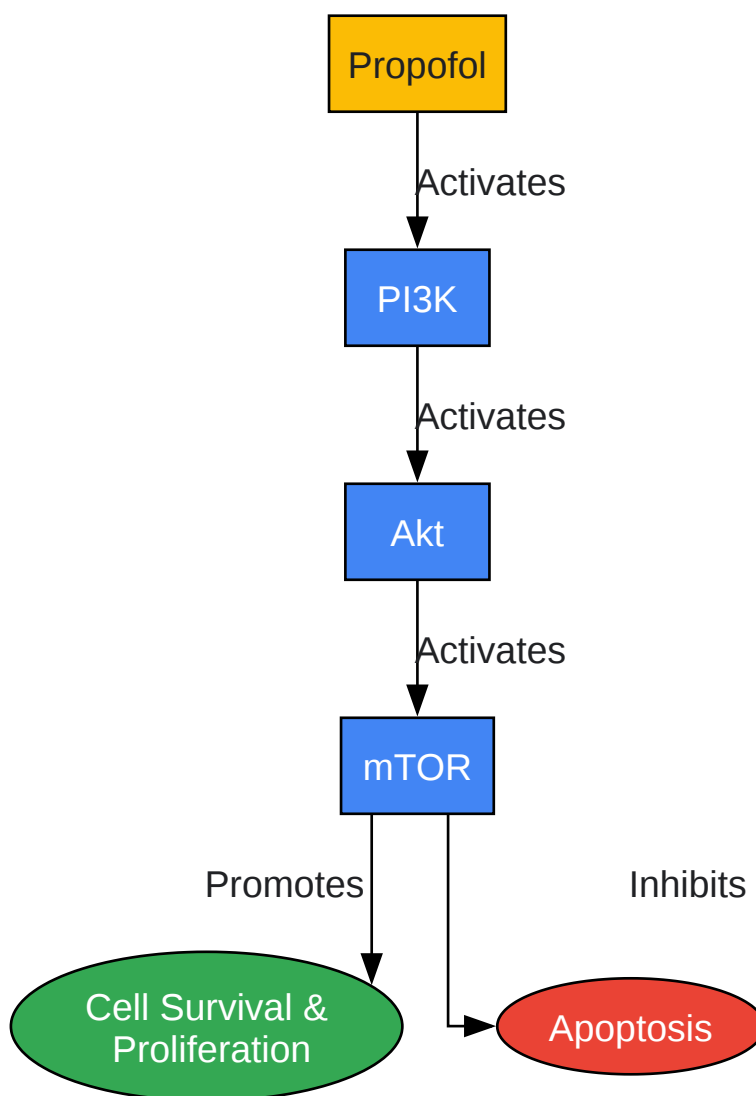 Propofol
Activates
PI3K
Activates
Akt
Activates
mTOR
Promotes
Inhibits
Cell Survival &
Proliferation
Apoptosis